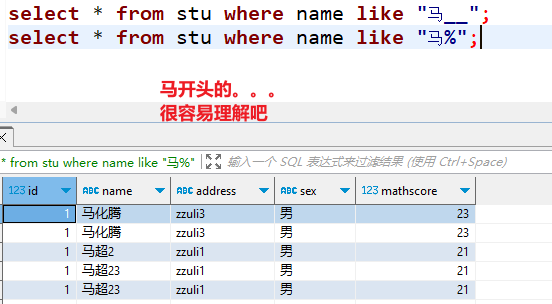 select * from stu where name like "马__";
select * from stu where name like "马%";
马开头的。。。
很容易理解吧
* from stu where name like "马%" 输入一个 SQL 表达式来过滤结果 (使用 Ctrl+Space)
123 id ABC name ABC address ABC sex 123 mathscore
1 马化腾 zzuli3 男 23
1 马化腾 zzuli3 男 23
1 马超2 zzuli1 男 21
1 马超23 zzuli1 男 21
1 马超23 zzuli1 男 21